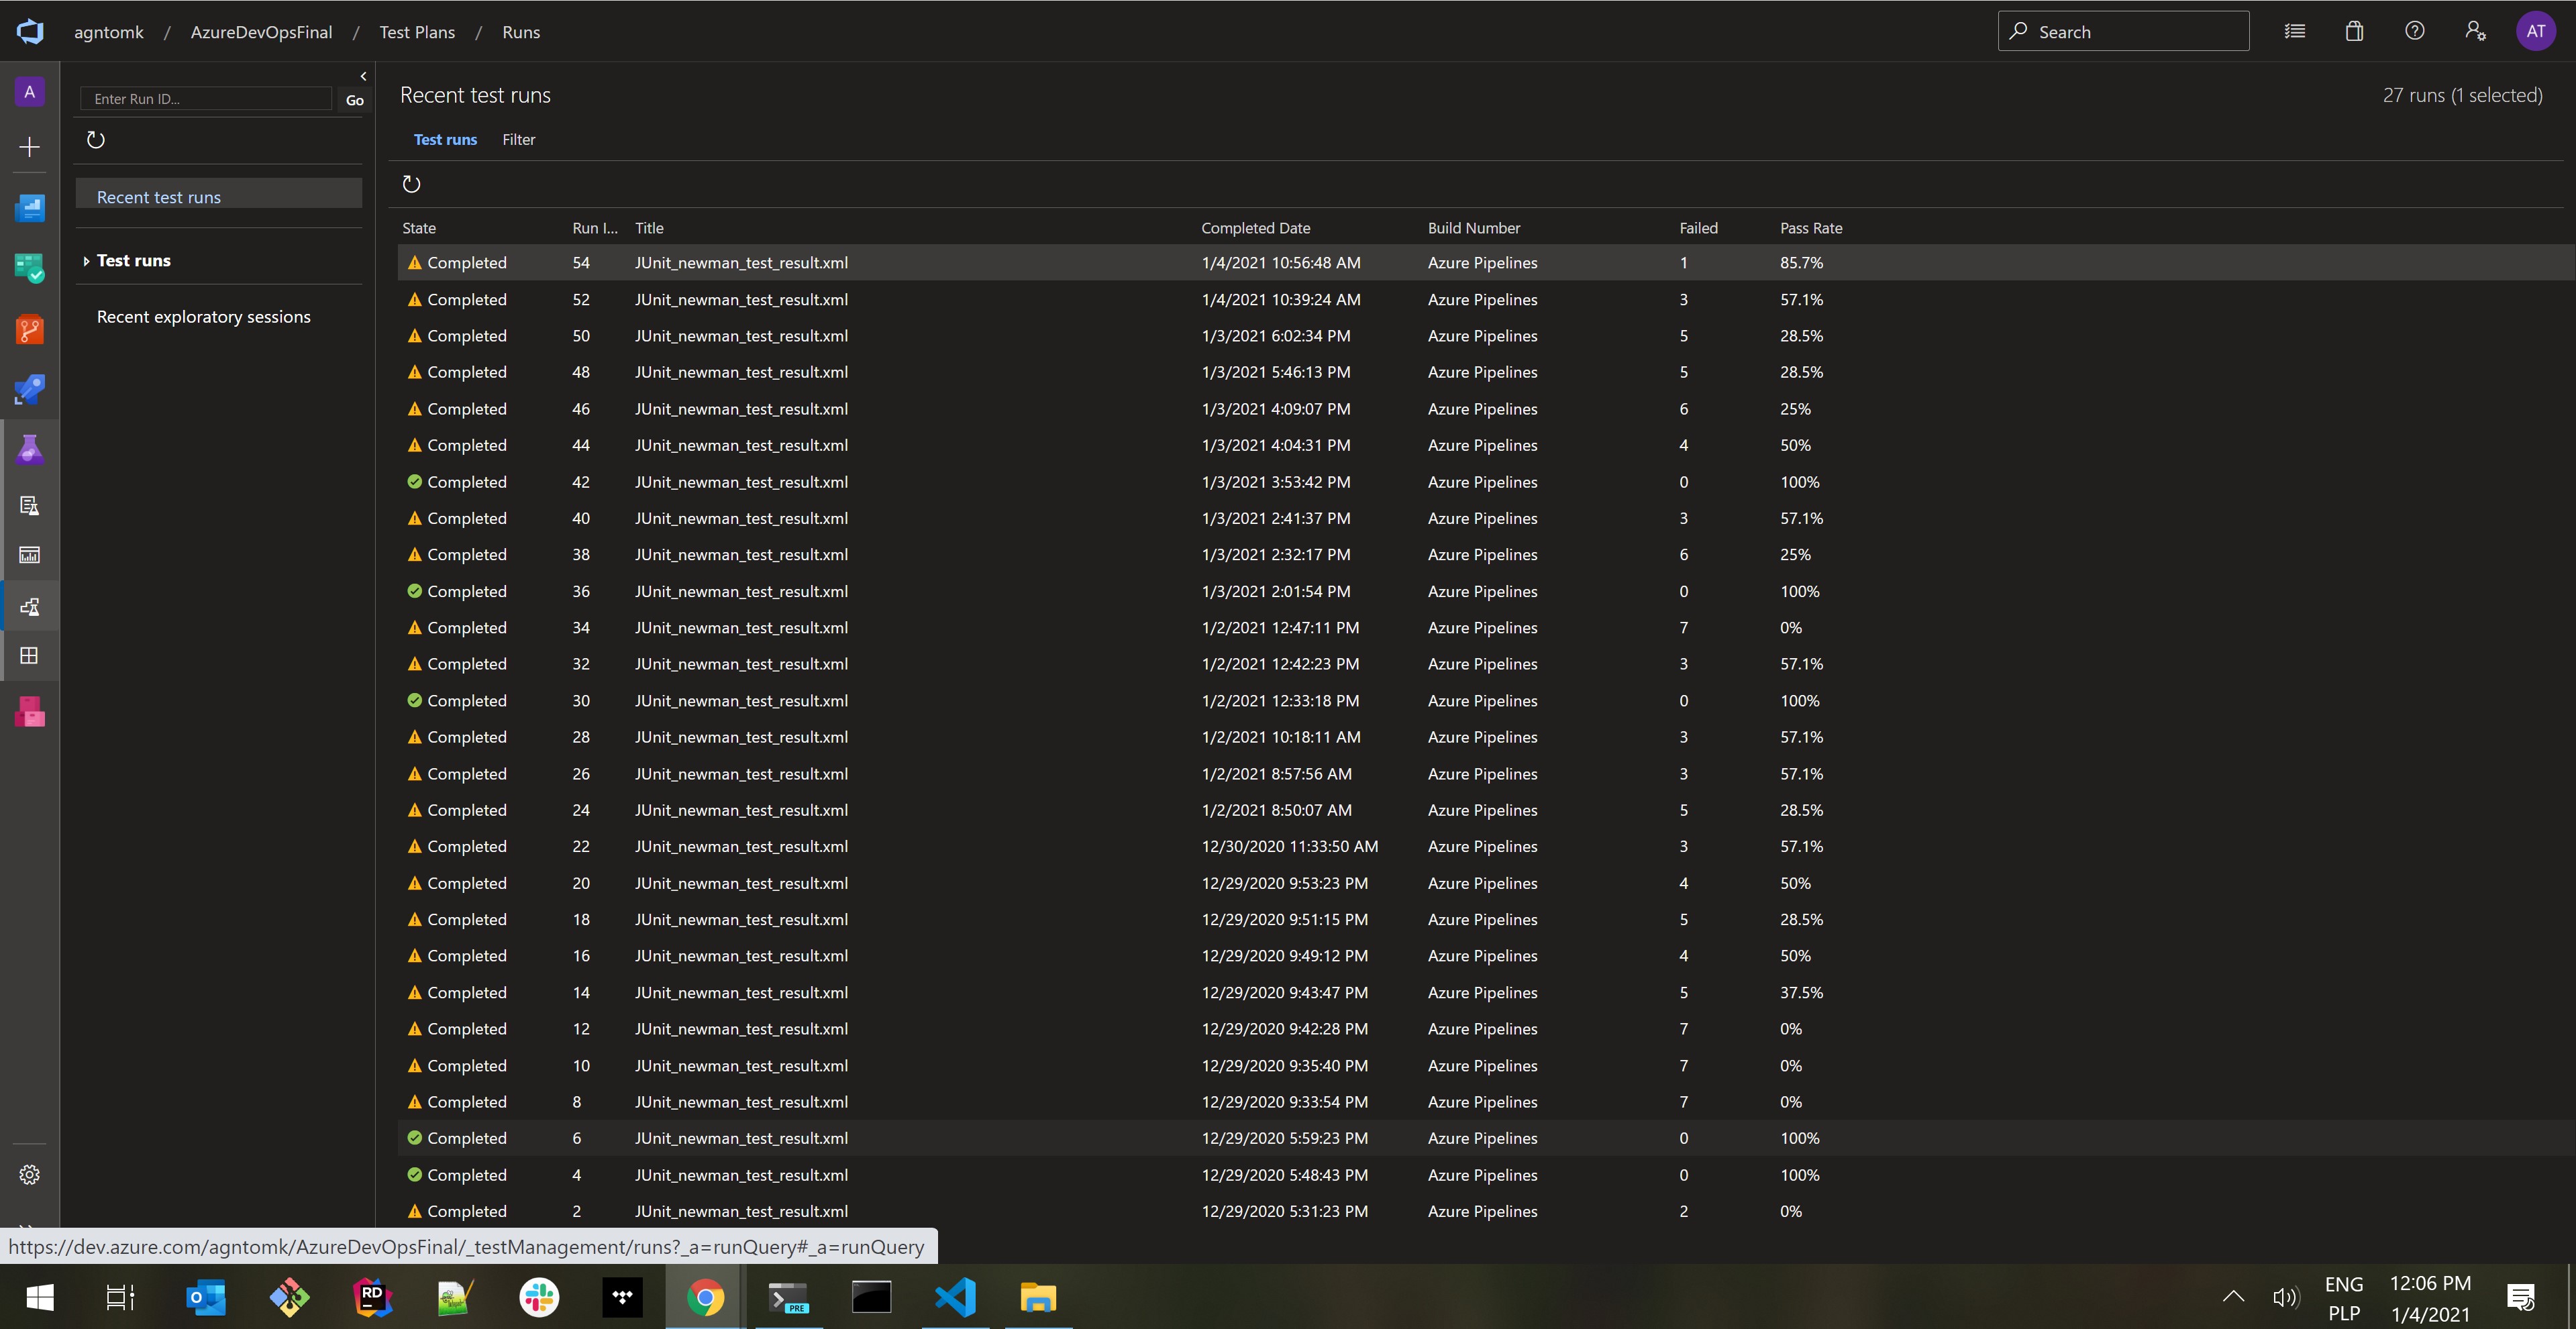 agntomk / AzureDevOpsFinal / Test Plans / Runs
Search
AT
A
Enter Run ID...
Go
Recent test runs
Test runs
Recent exploratory sessions
Recent test runs
27 runs (1 selected)
Test runs Filter
State Run I... Title Completed Date Build Number Failed Pass Rate
Completed 54 JUnit_newman_test_result.xml 1/4/2021 10:56:48 AM Azure Pipelines 1 85.7%
Completed 52 JUnit_newman_test_result.xml 1/4/2021 10:39:24 AM Azure Pipelines 3 57.1%
Completed 50 JUnit_newman_test_result.xml 1/3/2021 6:02:34 PM Azure Pipelines 5 28.5%
Completed 48 JUnit_newman_test_result.xml 1/3/2021 5:46:13 PM Azure Pipelines 5 28.5%
Completed 46 JUnit_newman_test_result.xml 1/3/2021 4:09:07 PM Azure Pipelines 6 25%
Completed 44 JUnit_newman_test_result.xml 1/3/2021 4:04:31 PM Azure Pipelines 4 50%
Completed 42 JUnit_newman_test_result.xml 1/3/2021 3:53:42 PM Azure Pipelines 0 100%
Completed 40 JUnit_newman_test_result.xml 1/3/2021 2:41:37 PM Azure Pipelines 3 57.1%
Completed 38 JUnit_newman_test_result.xml 1/3/2021 2:32:17 PM Azure Pipelines 6 25%
Completed 36 JUnit_newman_test_result.xml 1/3/2021 2:01:54 PM Azure Pipelines 0 100%
Completed 34 JUnit_newman_test_result.xml 1/2/2021 12:47:11 PM Azure Pipelines 7 0%
Completed 32 JUnit_newman_test_result.xml 1/2/2021 12:42:23 PM Azure Pipelines 3 57.1%
Completed 30 JUnit_newman_test_result.xml 1/2/2021 12:33:18 PM Azure Pipelines 0 100%
Completed 28 JUnit_newman_test_result.xml 1/2/2021 10:18:11 AM Azure Pipelines 3 57.1%
Completed 26 JUnit_newman_test_result.xml 1/2/2021 8:57:56 AM Azure Pipelines 3 57.1%
Completed 24 JUnit_newman_test_result.xml 1/2/2021 8:50:07 AM Azure Pipelines 5 28.5%
Completed 22 JUnit_newman_test_result.xml 12/30/2020 11:33:50 AM Azure Pipelines 3 57.1%
Completed 20 JUnit_newman_test_result.xml 12/29/2020 9:53:23 PM Azure Pipelines 4 50%
Completed 18 JUnit_newman_test_result.xml 12/29/2020 9:51:15 PM Azure Pipelines 5 28.5%
Completed 16 JUnit_newman_test_result.xml 12/29/2020 9:49:12 PM Azure Pipelines 4 50%
Completed 14 JUnit_newman_test_result.xml 12/29/2020 9:43:47 PM Azure Pipelines 5 37.5%
Completed 12 JUnit_newman_test_result.xml 12/29/2020 9:42:28 PM Azure Pipelines 7 0%
Completed 10 JUnit_newman_test_result.xml 12/29/2020 9:35:40 PM Azure Pipelines 7 0%
Completed 8 JUnit_newman_test_result.xml 12/29/2020 9:33:54 PM Azure Pipelines 7 0%
Completed 6 JUnit_newman_test_result.xml 12/29/2020 5:59:23 PM Azure Pipelines 0 100%
Completed 4 JUnit_newman_test_result.xml 12/29/2020 5:48:43 PM Azure Pipelines 0 100%
Completed 2 JUnit_newman_test_result.xml 12/29/2020 5:31:23 PM Azure Pipelines 2 0%
https://dev.azure.com/agntomk/AzureDevOpsFinal/_testManagement/runs?_a=runQuery#_a=runQuery
RD
PRE
ENG
PLP
12:06 PM
1/4/2021